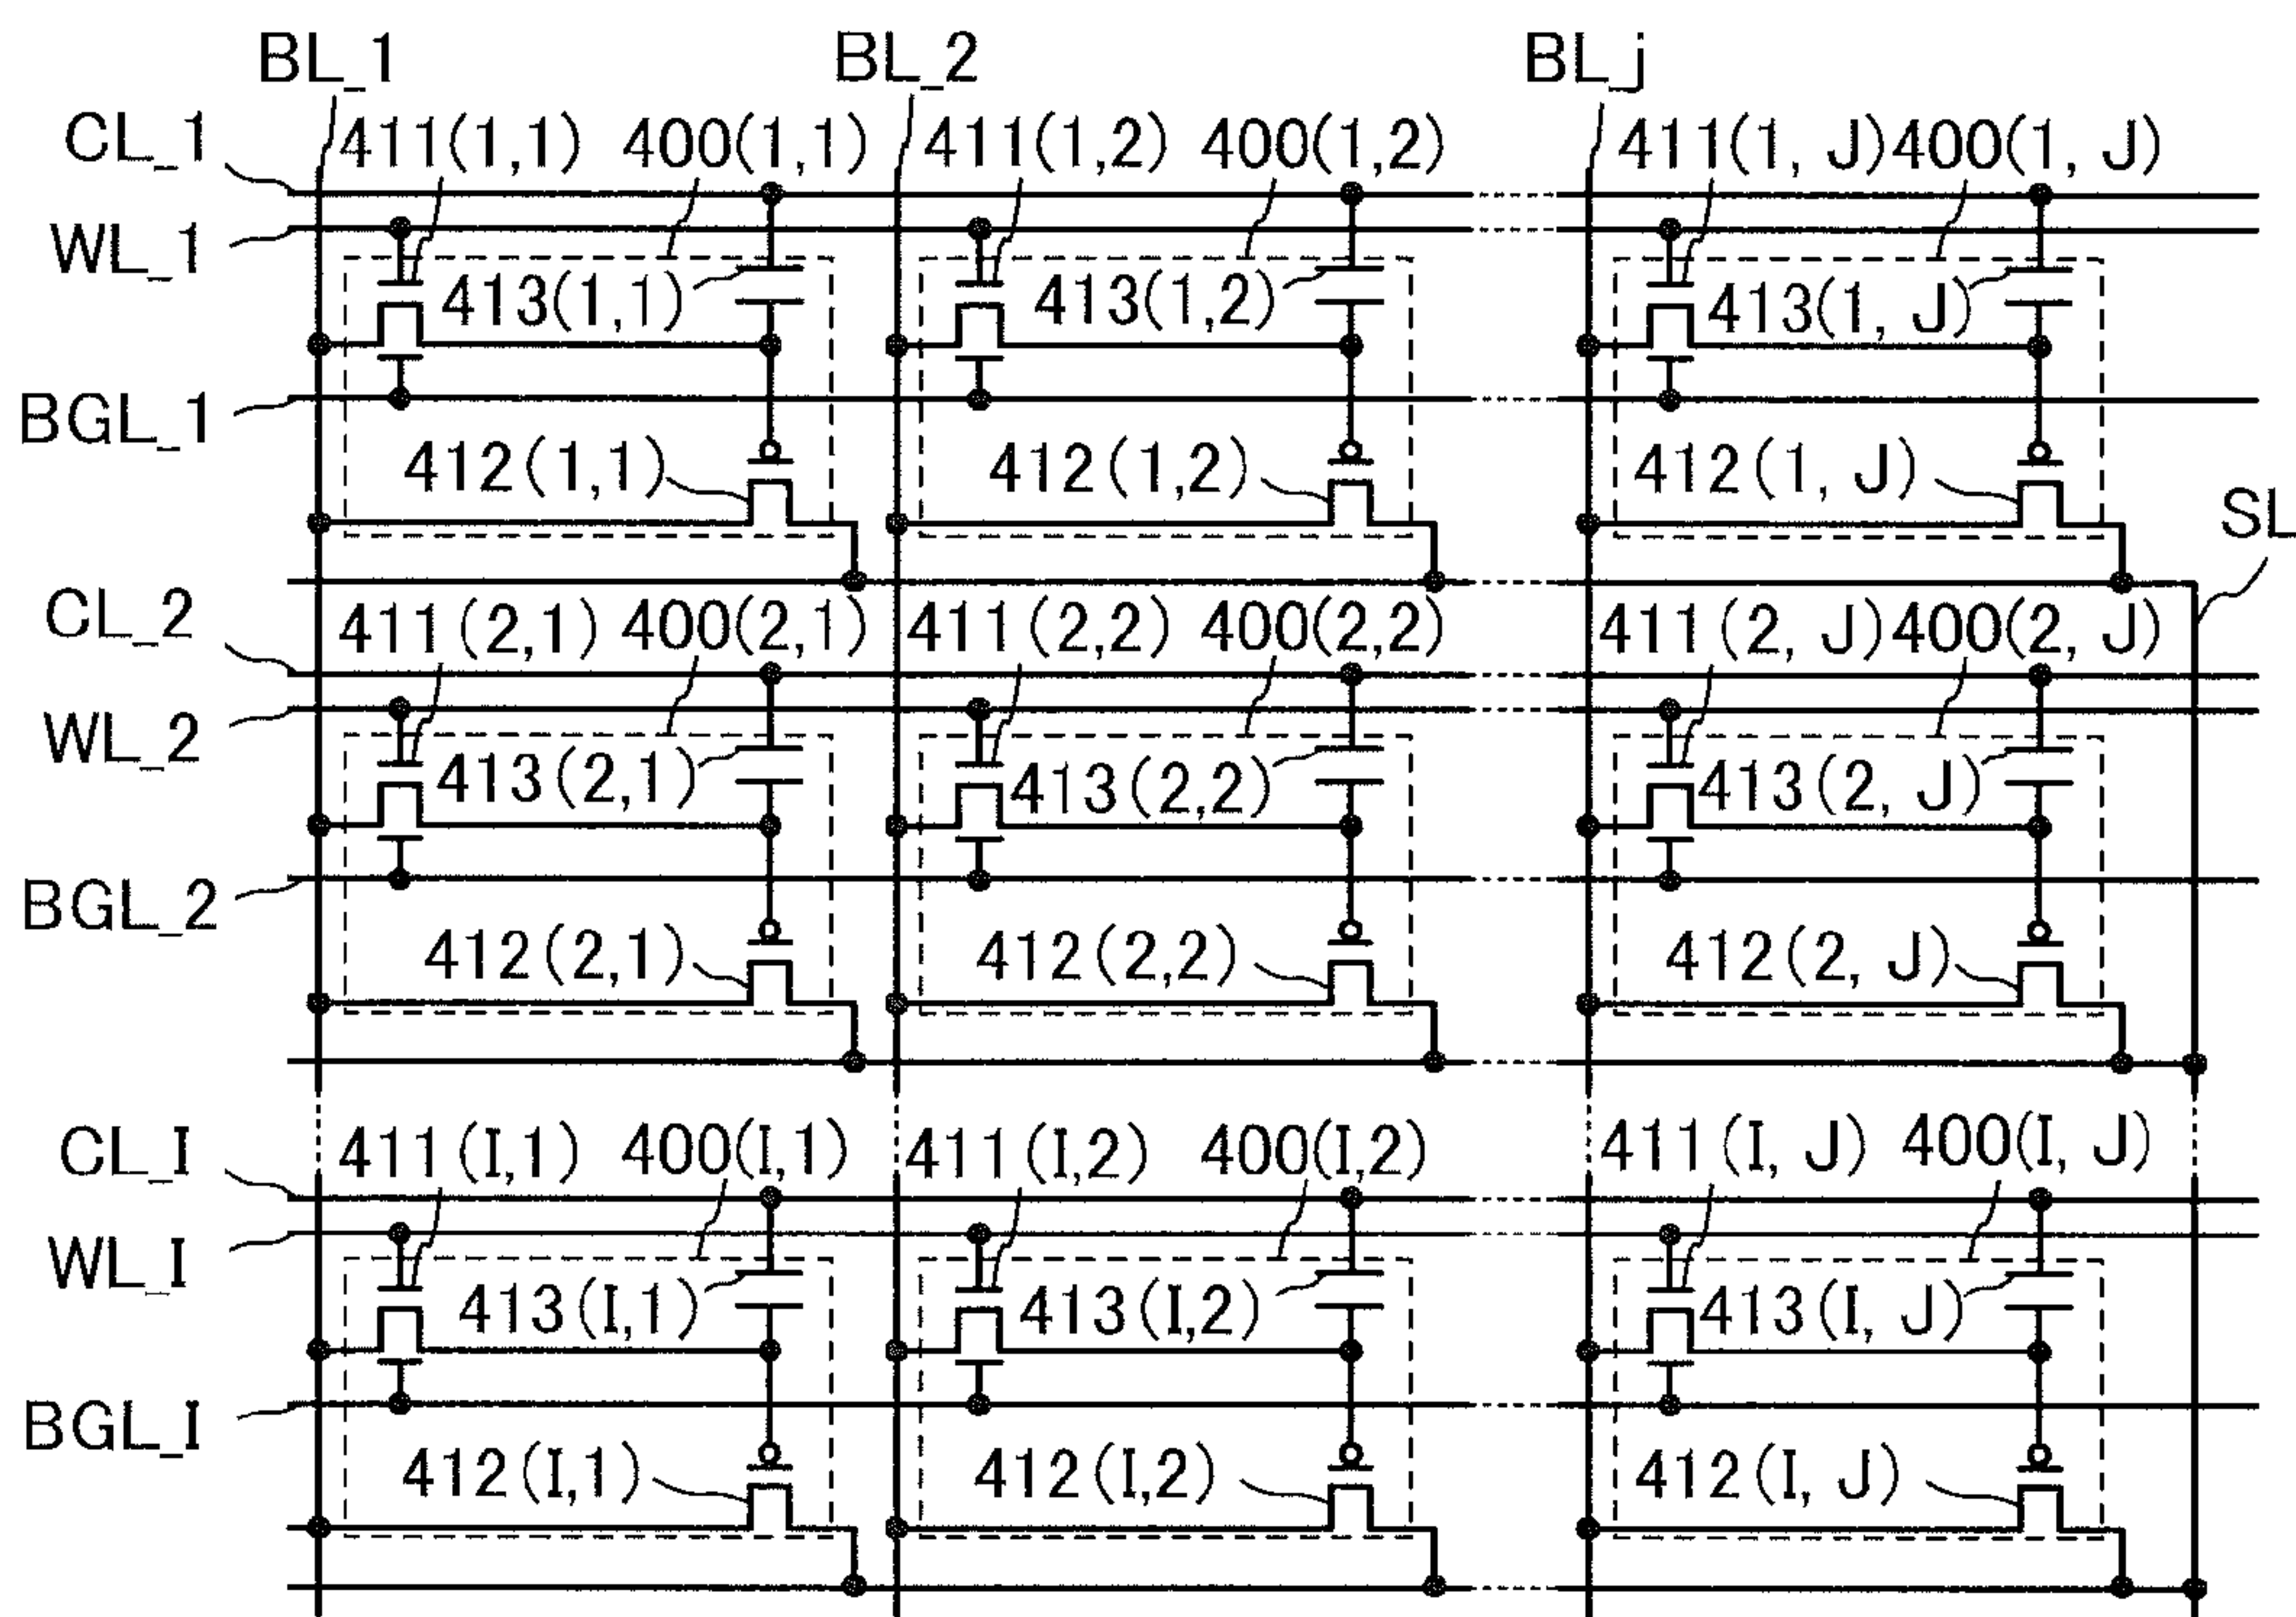 BL_1 BL_2 BL_j
CL_1 411(1,1) 400(1,1) 411(1,2) 400(1,2) 411(1, J) 400(1, J)
WL_1
413(1,1) 413(1,2) 413(1, J)
BGL_1
412(1,1) 412(1,2) 412(1, J)
SL
CL_2 411(2,1) 400(2,1) 411(2,2) 400(2,2) 411(2, J) 400(2, J)
WL_2
413(2,1) 413(2,2) 413(2, J)
BGL_2
412(2,1) 412(2,2) 412(2, J)
CL_I 411(I,1) 400(I,1) 411(I,2) 400(I,2) 411(I, J) 400(I, J)
WL_I
413(I,1) 413(I,2) 413(I, J)
BGL_I
412(I,1) 412(I,2) 412(I, J)